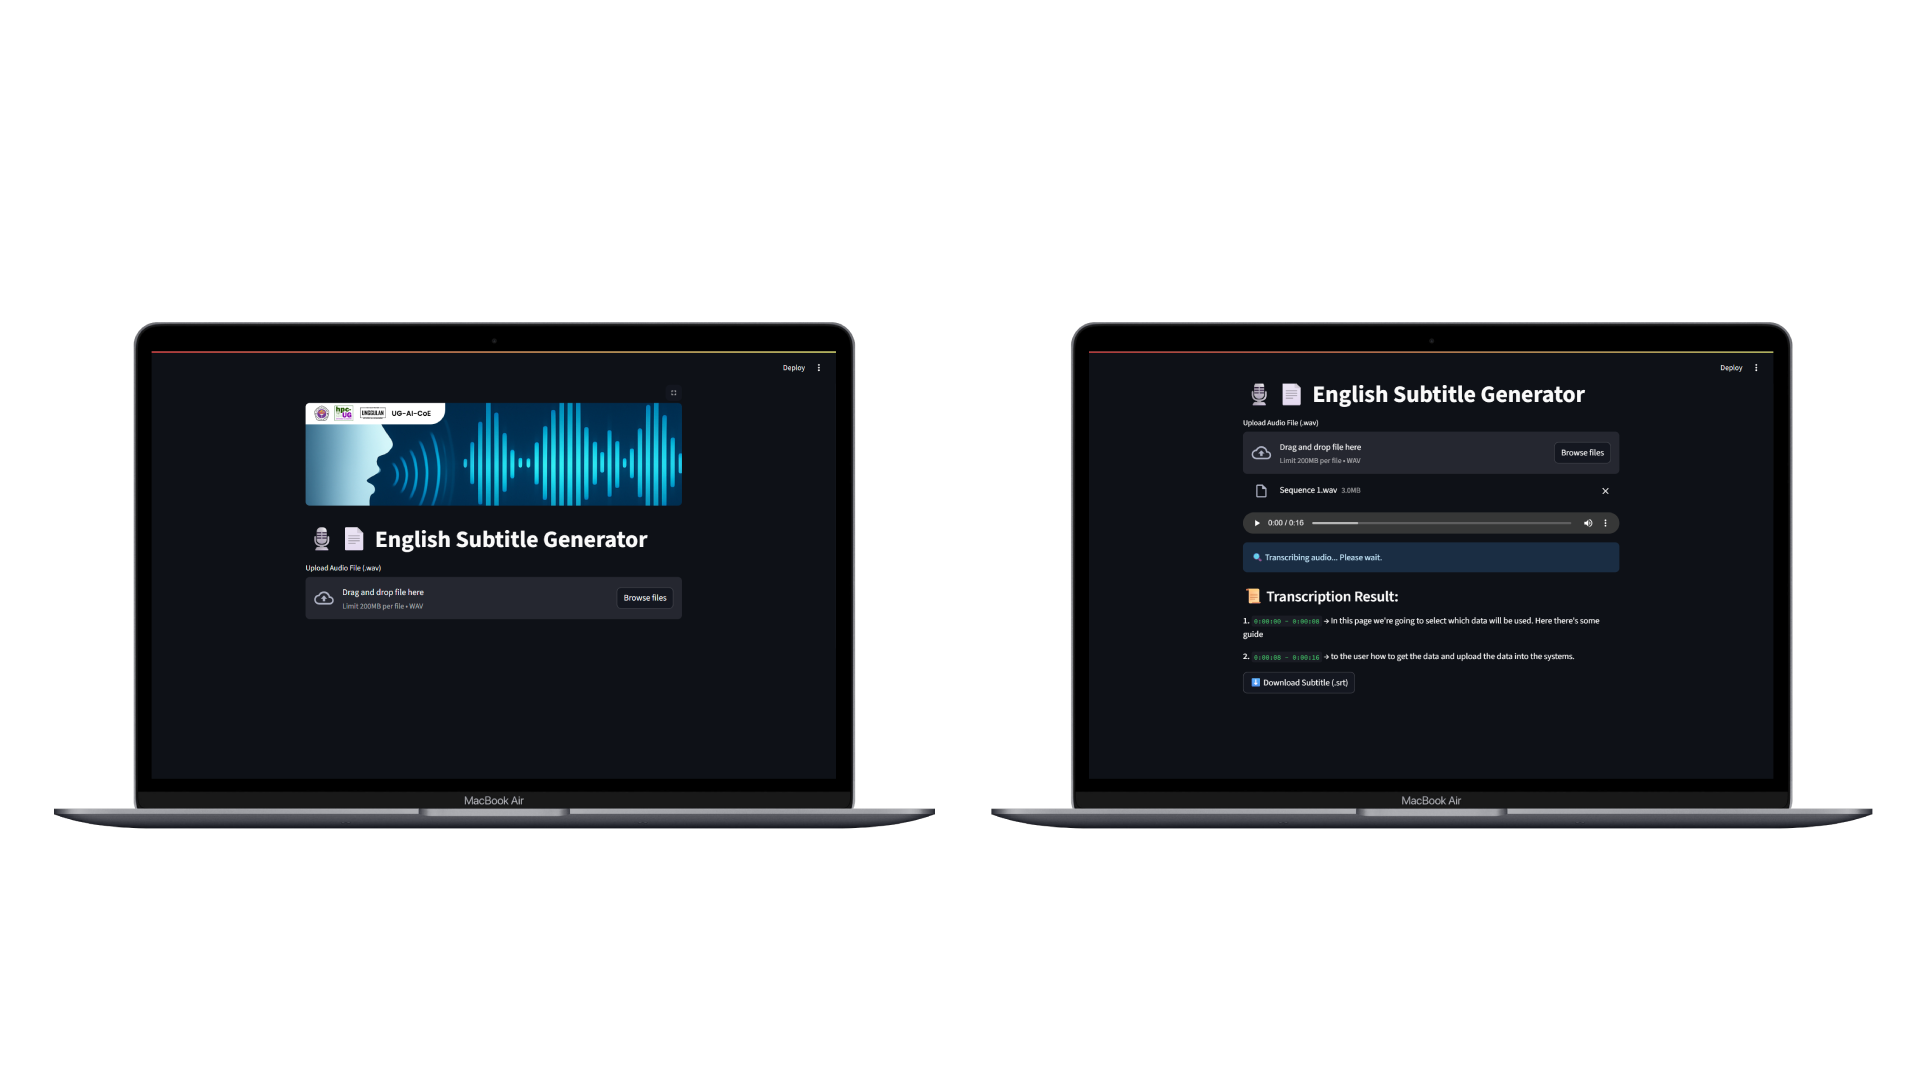 Deploy
hpc-UG UNGGULAN UG-AI-CoE
English Subtitle Generator
Upload Audio File (.wav)
Drag and drop file here
Limit 200MB per file • WAV
Browse files
MacBook Air
Deploy
English Subtitle Generator
Upload Audio File (.wav)
Drag and drop file here
Limit 200MB per file • WAV
Browse files
Sequence 1.wav 3.0MB
0:00 / 0:16
Transcribing audio... Please wait.
Transcription Result:
1. 0:00:00 - 0:00:08 → In this page we're going to select which data will be used. Here there's some
guide
2. 0:00:08 - 0:00:16 → to the user how to get the data and upload the data into the systems.
Download Subtitle (.srt)
MacBook Air